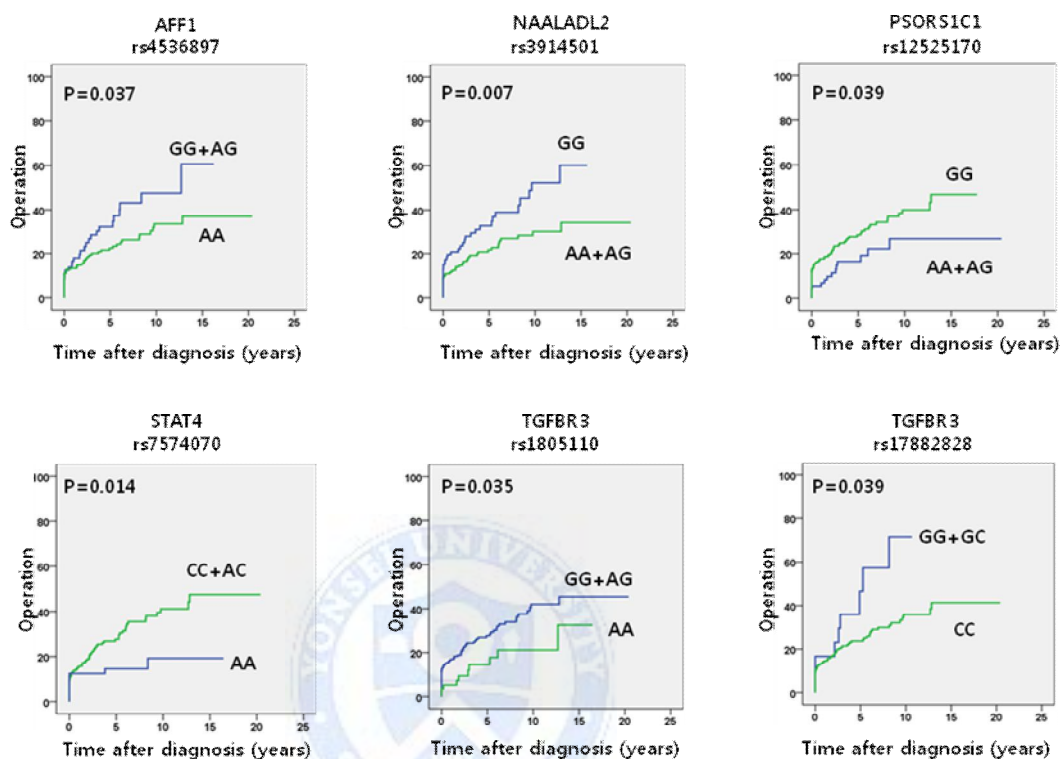 AFF1
rs4536897
P=0.037
GG+AG
AA
Operation
100
80
60
40
20
0
0 5 10 15 20 25
Time after diagnosis (years)
NAALADL2
rs3914501
P=0.007
GG
AA+AG
Operation
100
80
60
40
20
0
0 5 10 15 20 25
Time after diagnosis (years)
PSORS1C1
rs12525170
P=0.039
GG
AA+AG
Operation
100
80
60
40
20
0
0 5 10 15 20 25
Time after diagnosis (years)
STAT4
rs7574070
P=0.014
CC+AC
AA
Operation
100
80
60
40
20
0
0 5 10 15 20 25
Time after diagnosis (years)
TGFBR3
rs1805110
P=0.035
GG+AG
AA
Operation
100
80
60
40
20
0
0 5 10 15 20 25
Time after diagnosis (years)
TGFBR3
rs17882828
P=0.039
GG+GC
CC
Operation
100
80
60
40
20
0
0 5 10 15 20 25
Time after diagnosis (years)
YONSEI UNIVERSITY